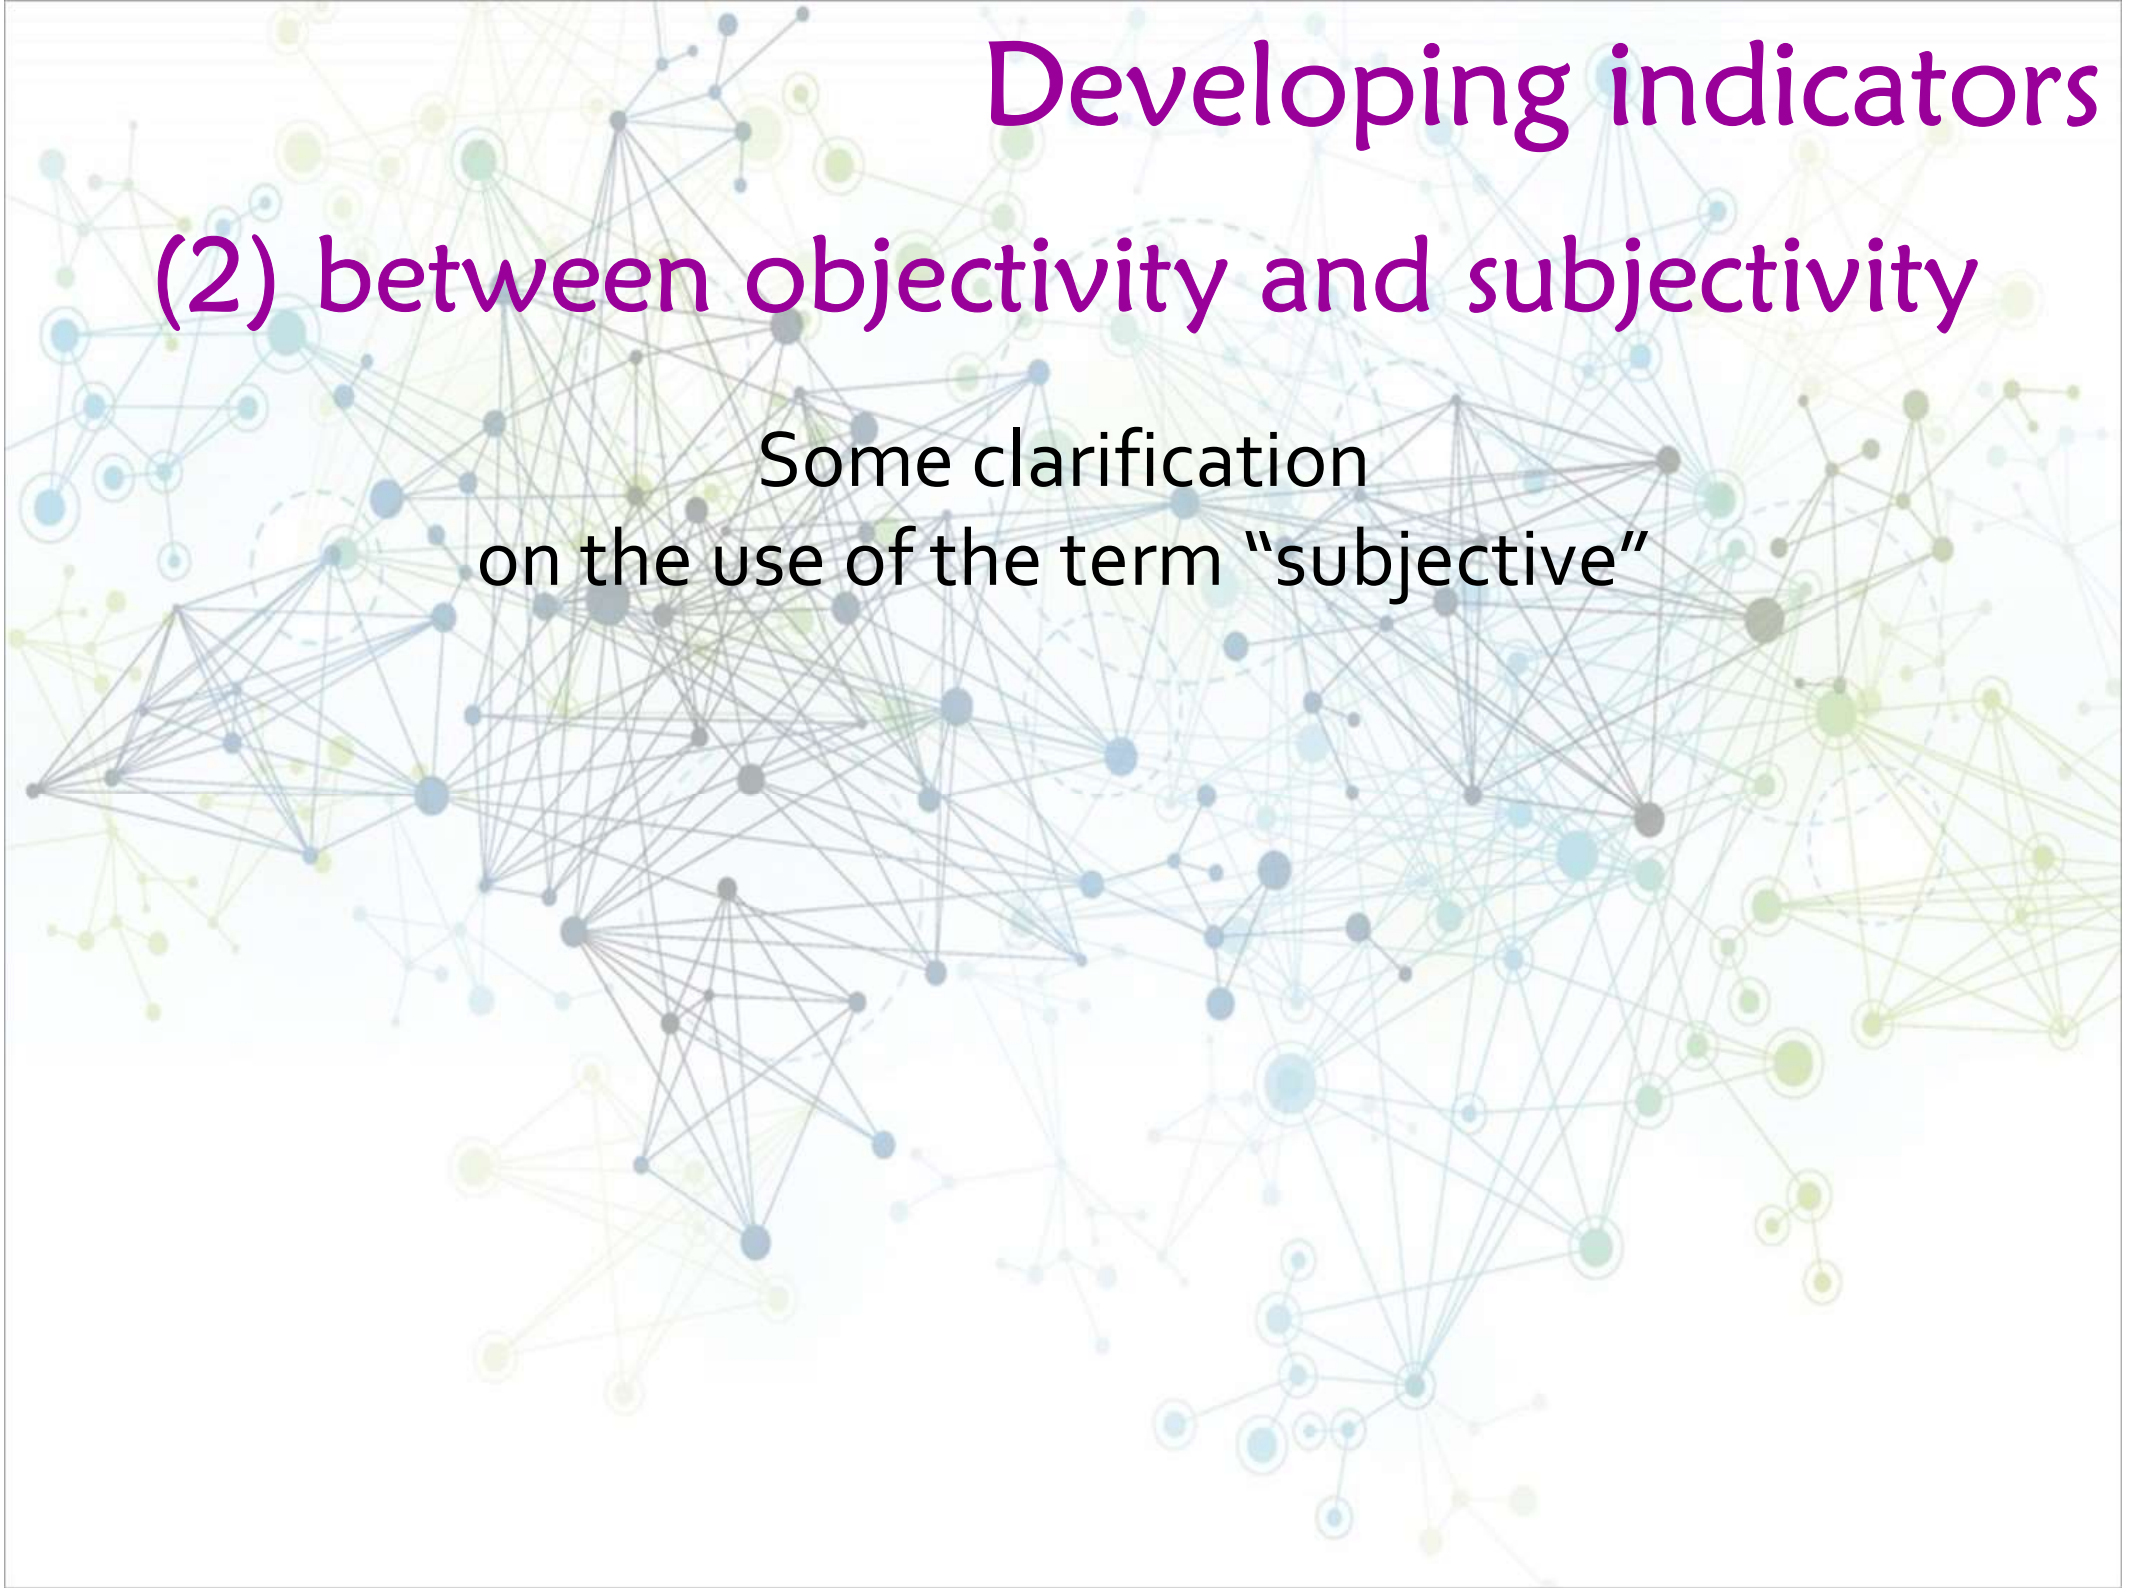 Developing indicators
(2) between objectivity and subjectivity
Some clarification
on the use of the term “subjective”